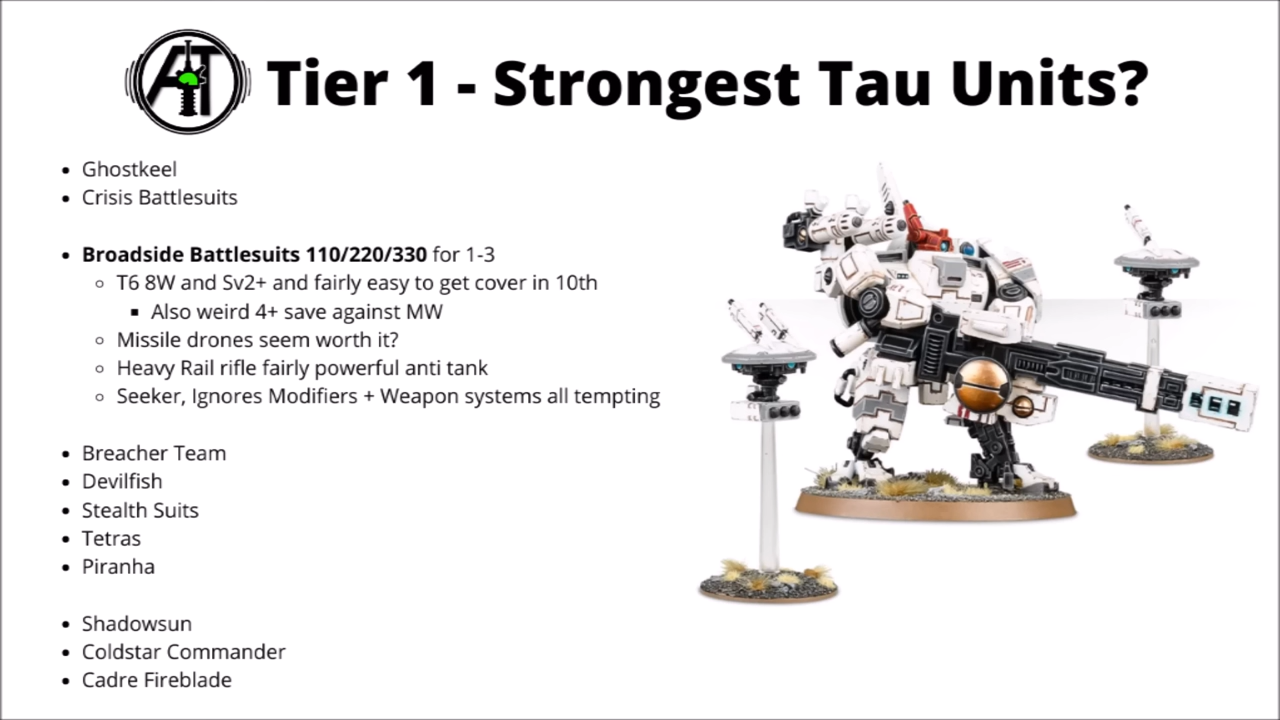 AT
Tier 1 - Strongest Tau Units?
• Ghostkeel
• Crisis Battlesuits
• Broadside Battlesuits 110/220/330 for 1-3
◦ T6 8W and Sv2+ and fairly easy to get cover in 10th
▪ Also weird 4+ save against MW
◦ Missile drones seem worth it?
◦ Heavy Rail rifle fairly powerful anti tank
◦ Seeker, Ignores Modifiers + Weapon systems all tempting
• Breacher Team
• Devilfish
• Stealth Suits
• Tetras
• Piranha
• Shadowsun
• Coldstar Commander
• Cadre Fireblade